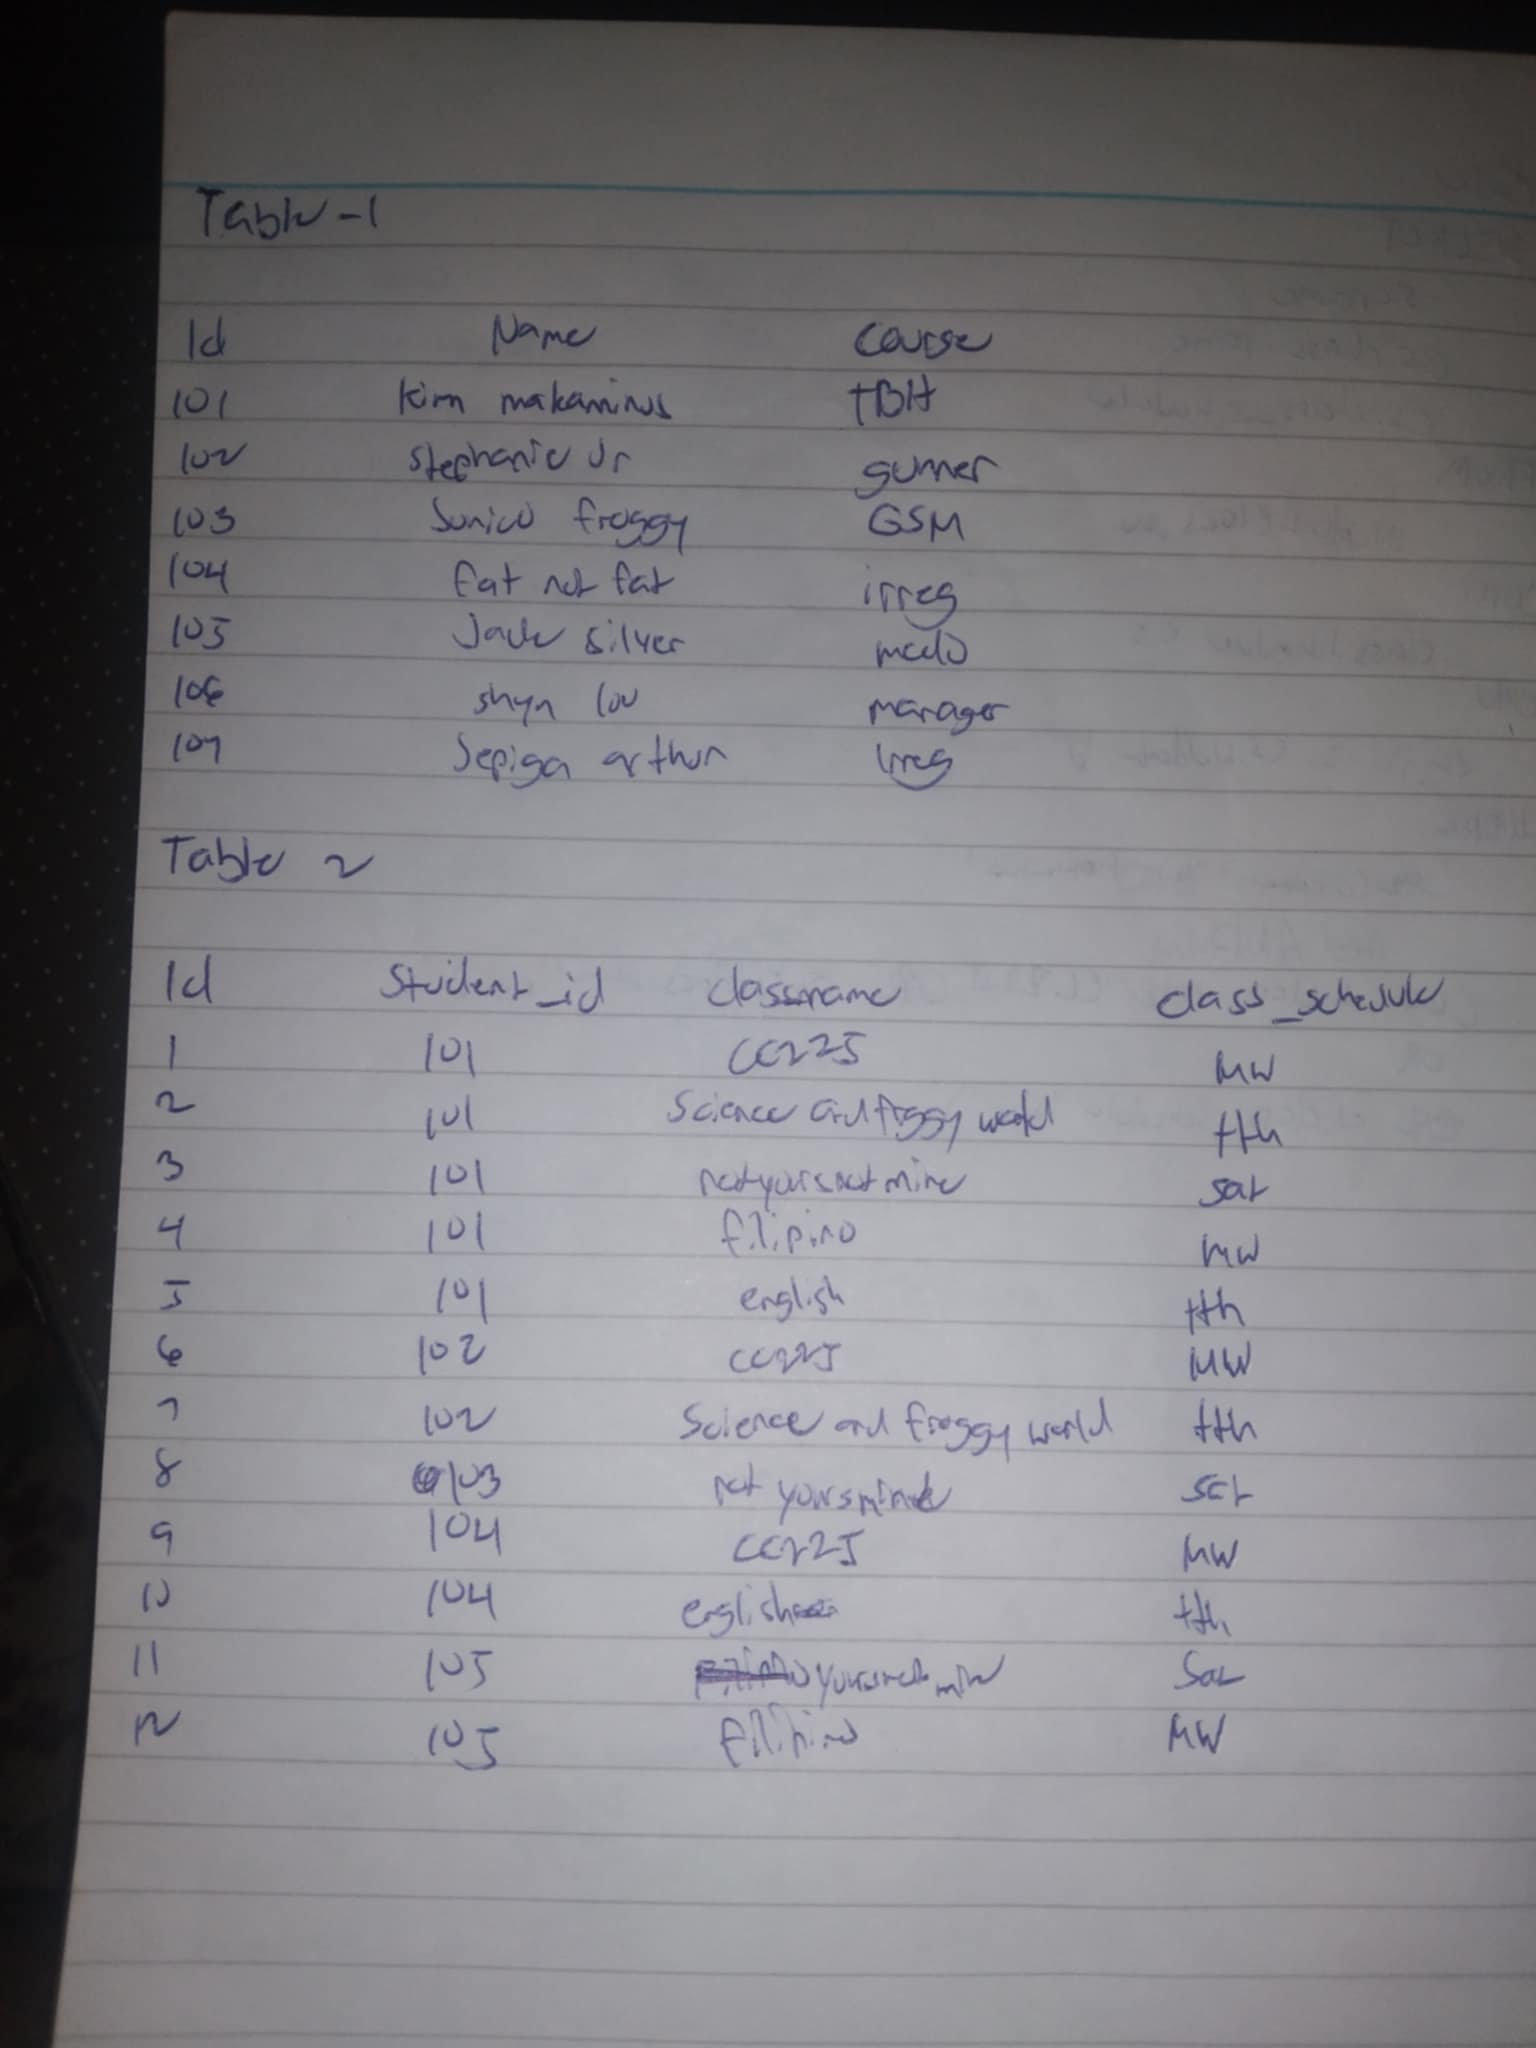 Table-1
Id Name Course
101 kim makaminus TBH
102 stephanie Jr gumer
103 Junico froggy GSM
104 fat not fat irreg
105 Jack silver mcdo
106 shyn lou manager
107 Jepiga arthur irreg
Table 2
Id Student_id classname class_schedule
1 101 CC225 MW
2 101 Science and froggy world tth
3 101 notyoursnotmine sat
4 101 filipino MW
5 101 english tth
6 102 CC225 MW
7 102 Science and froggy world tth
8 103 not yoursmine sat
9 104 CC225 MW
10 104 english tth
11 105 yoursnotmine Sat
12 105 filipino MW